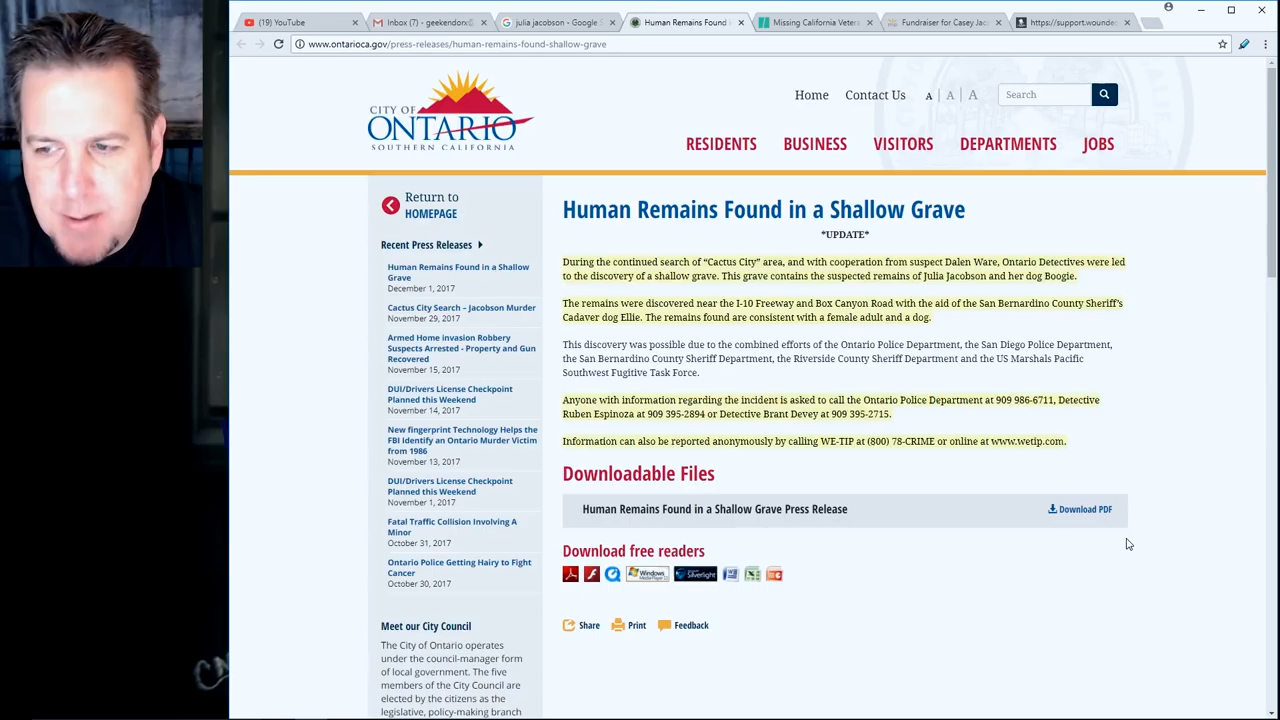 (19) YouTube
Inbox (7) - geekendonx@
julia jacobson - Google S
Human Remains Found i
Missing California Vetera
Fundraiser for Casey Jac
https://support.wounded
www.ontarioca.gov/press-releases/human-remains-found-shallow-grave
CITY OF
ONTARIO
SOUTHERN CALIFORNIA
Home
Contact Us
A | A | A
Search
RESIDENTS
BUSINESS
VISITORS
DEPARTMENTS
JOBS
Return to
HOMEPAGE
Recent Press Releases
Human Remains Found in a Shallow
Grave
December 1, 2017
Cactus City Search – Jacobson Murder
November 29, 2017
Armed Home invasion Robbery
Suspects Arrested - Property and Gun
Recovered
November 15, 2017
DUI/Drivers License Checkpoint
Planned this Weekend
November 14, 2017
New fingerprint Technology Helps the
FBI Identify an Ontario Murder Victim
from 1986
November 13, 2017
DUI/Drivers License Checkpoint
Planned this Weekend
November 1, 2017
Fatal Traffic Collision Involving A
Minor
October 31, 2017
Ontario Police Getting Hairy to Fight
Cancer
October 30, 2017
Meet our City Council
The City of Ontario operates
under the council-manager form
of local government. The five
members of the City Council are
elected by the citizens as the
legislative, policy-making branch
Human Remains Found in a Shallow Grave
*UPDATE*
During the continued search of “Cactus City” area, and with cooperation from suspect Dalen Ware, Ontario Detectives were led
to the discovery of a shallow grave. This grave contains the suspected remains of Julia Jacobson and her dog Boogie.
The remains were discovered near the I-10 Freeway and Box Canyon Road with the aid of the San Bernardino County Sheriff’s
Cadaver dog Ellie. The remains found are consistent with a female adult and a dog.
This discovery was possible due to the combined efforts of the Ontario Police Department, the San Diego Police Department,
the San Bernardino County Sheriff Department, the Riverside County Sheriff Department and the US Marshals Pacific
Southwest Fugitive Task Force.
Anyone with information regarding the incident is asked to call the Ontario Police Department at 909 986-6711, Detective
Ruben Espinoza at 909 395-2894 or Detective Brant Devey at 909 395-2715.
Information can also be reported anonymously by calling WE-TIP at (800) 78-CRIME or online at www.wetip.com.
Downloadable Files
Human Remains Found in a Shallow Grave Press Release
Download PDF
Download free readers
Windows
Media Player
Silverlight
Share
Print
Feedback